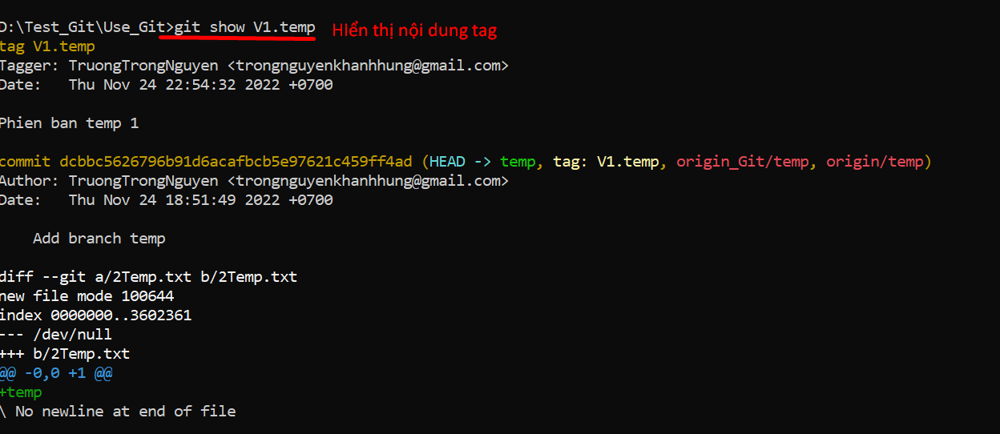 D:\Test_Git\Use_Git>git show V1.temp HIển thị nội dung tag
tag V1.temp
Tagger: TruongTrongNguyen <trongnguyenkhanhhung@gmail.com>
Date:   Thu Nov 24 22:54:32 2022 +0700
Phien ban temp 1
commit dcbbc5626796b91d6acafbcb5e97621c459ff4ad (HEAD -> temp, tag: V1.temp, origin_Git/temp, origin/temp)
Author: TruongTrongNguyen <trongnguyenkhanhhung@gmail.com>
Date:   Thu Nov 24 18:51:49 2022 +0700
    Add branch temp
diff --git a/2Temp.txt b/2Temp.txt
new file mode 100644
index 0000000..3602361
--- /dev/null
+++ b/2Temp.txt
@@ -0,0 +1 @@
+temp
\ No newline at end of file